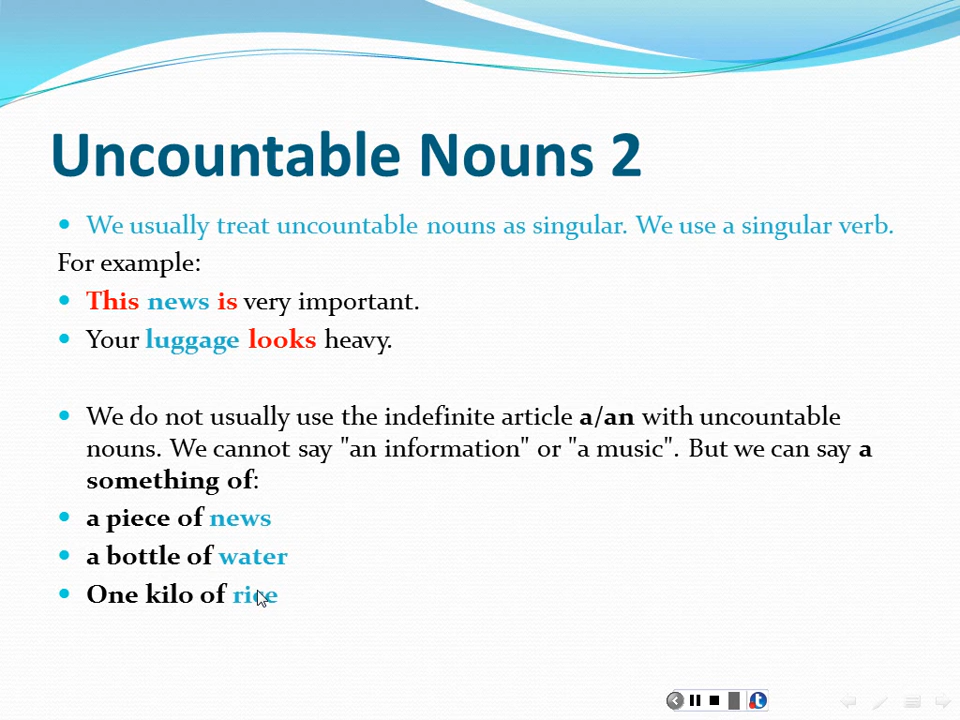 Uncountable Nouns 2
We usually treat uncountable nouns as singular. We use a singular verb.
For example:
This news is very important.
Your luggage looks heavy.
We do not usually use the indefinite article a/an with uncountable
nouns. We cannot say "an information" or "a music". But we can say a
something of:
a piece of news
a bottle of water
One kilo of rice